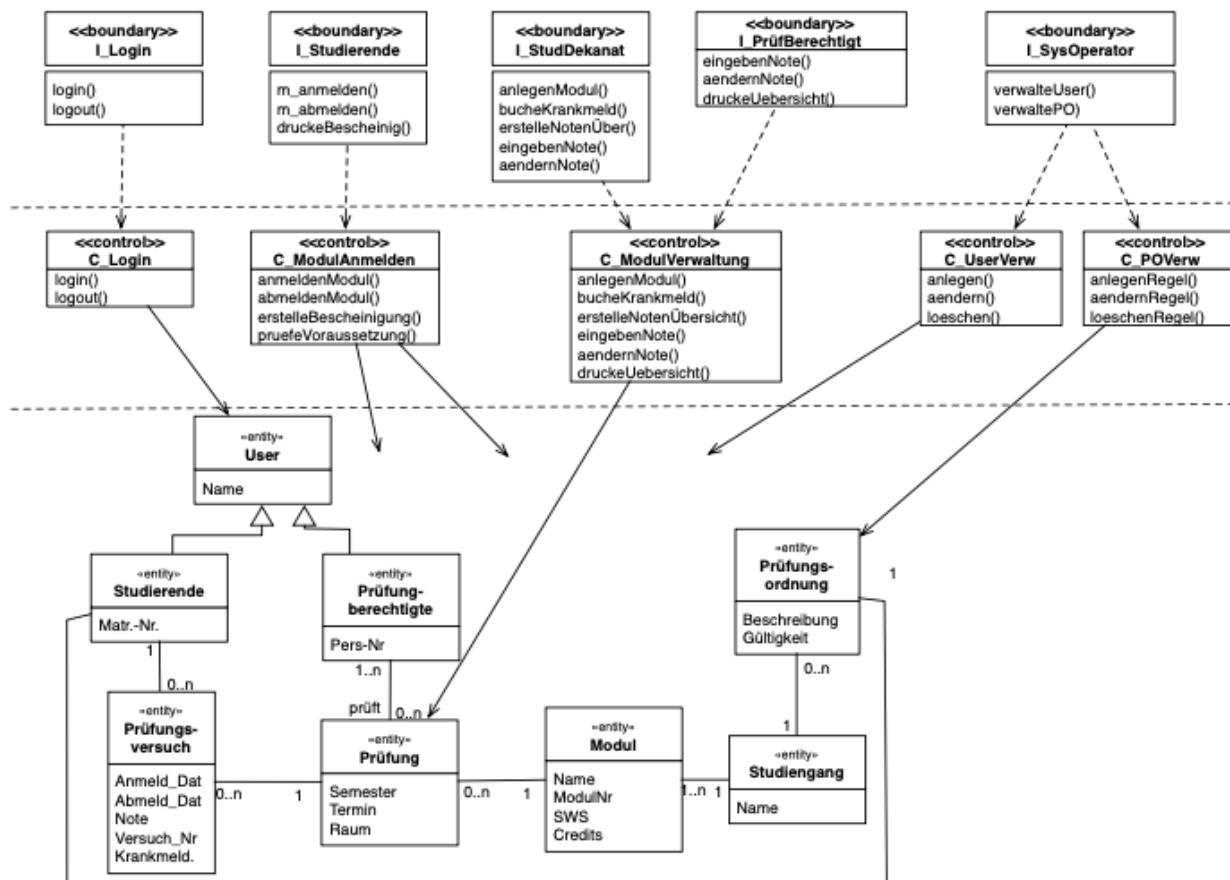 <<boundary>>
I_Login
login()
logout()
<<boundary>>
I_Studierende
m_anmelden()
m_abmelden()
druckeBescheinig()
<<boundary>>
I_StudDekanat
anlegenModul()
bucheKrankmeld()
erstelleNotenÜber()
eingebenNote()
aendernNote()
<<boundary>>
I_PrüfBerechtigt
eingebenNote()
aendernNote()
druckeUebersicht()
<<boundary>>
I_SysOperator
verwalteUser()
verwaltePO)
<<control>>
C_Login
login()
logout()
<<control>>
C_ModulAnmelden
anmeldenModul()
abmeldenModul()
erstelleBescheinigung()
pruefeVoraussetzung()
<<control>>
C_ModulVerwaltung
anlegenModul()
bucheKrankmeld()
erstelleNotenÜbersicht()
eingebenNote()
aendernNote()
druckeUebersicht()
<<control>>
C_UserVerw
anlegen()
aendern()
loeschen()
<<control>>
C_POVerw
anlegenRegel()
aendernRegel()
loeschenRegel()
«entity»
User
Name
«entity»
Studierende
Matr.-Nr.
«entity»
Prüfung-
berechtigte
Pers-Nr
«entity»
Prüfungs-
ordnung
Beschreibung
Gültigkeit
1
1
0..n
1..n
prüft
0..n
0..n
1
«entity»
Prüfungs-
versuch
Anmeld_Dat
Abmeld_Dat
Note
Versuch_Nr
Krankmeld.
0..n
1
«entity»
Prüfung
Semester
Termin
Raum
0..n
1
«entity»
Modul
Name
ModulNr
SWS
Credits
1..n
1
«entity»
Studiengang
Name